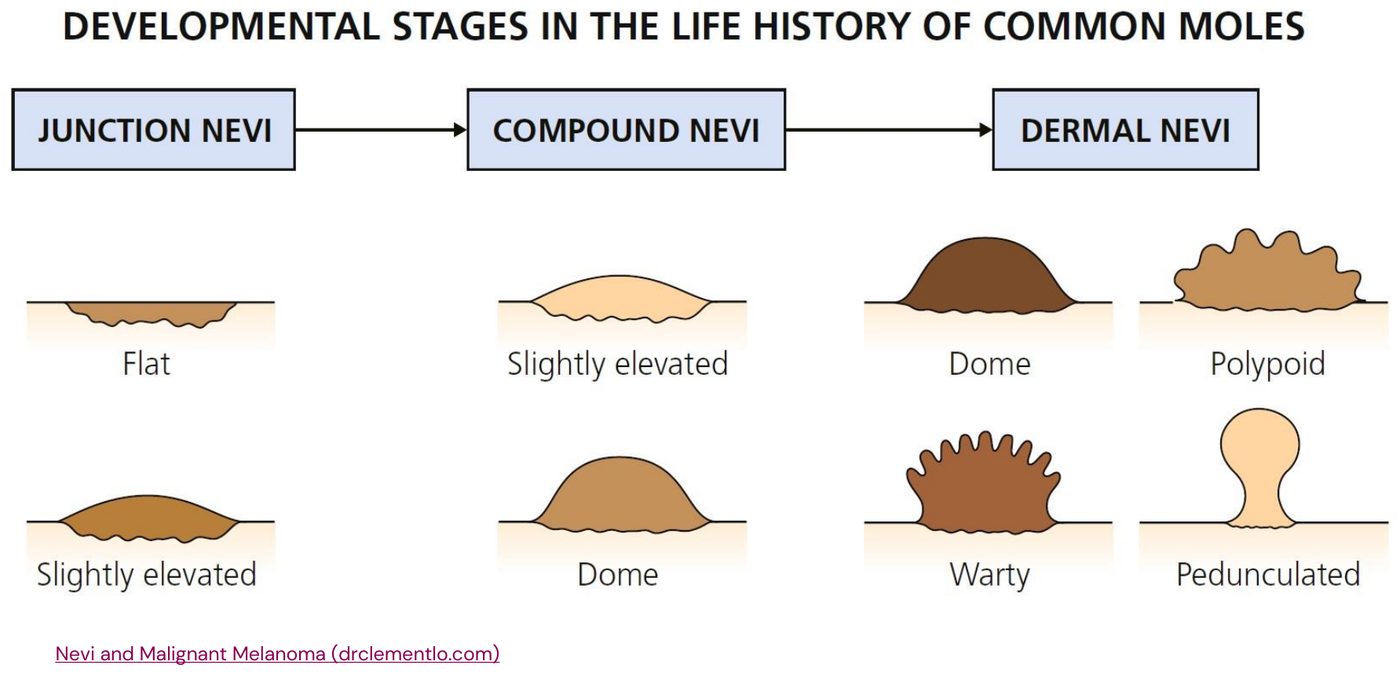 DEVELOPMENTAL STAGES IN THE LIFE HISTORY OF COMMON MOLES
JUNCTION NEVI
COMPOUND NEVI
DERMAL NEVI
Flat
Slightly elevated
Dome
Polypoid
Slightly elevated
Dome
Warty
Pedunculated
Nevi and Malignant Melanoma (drclementlo.com)